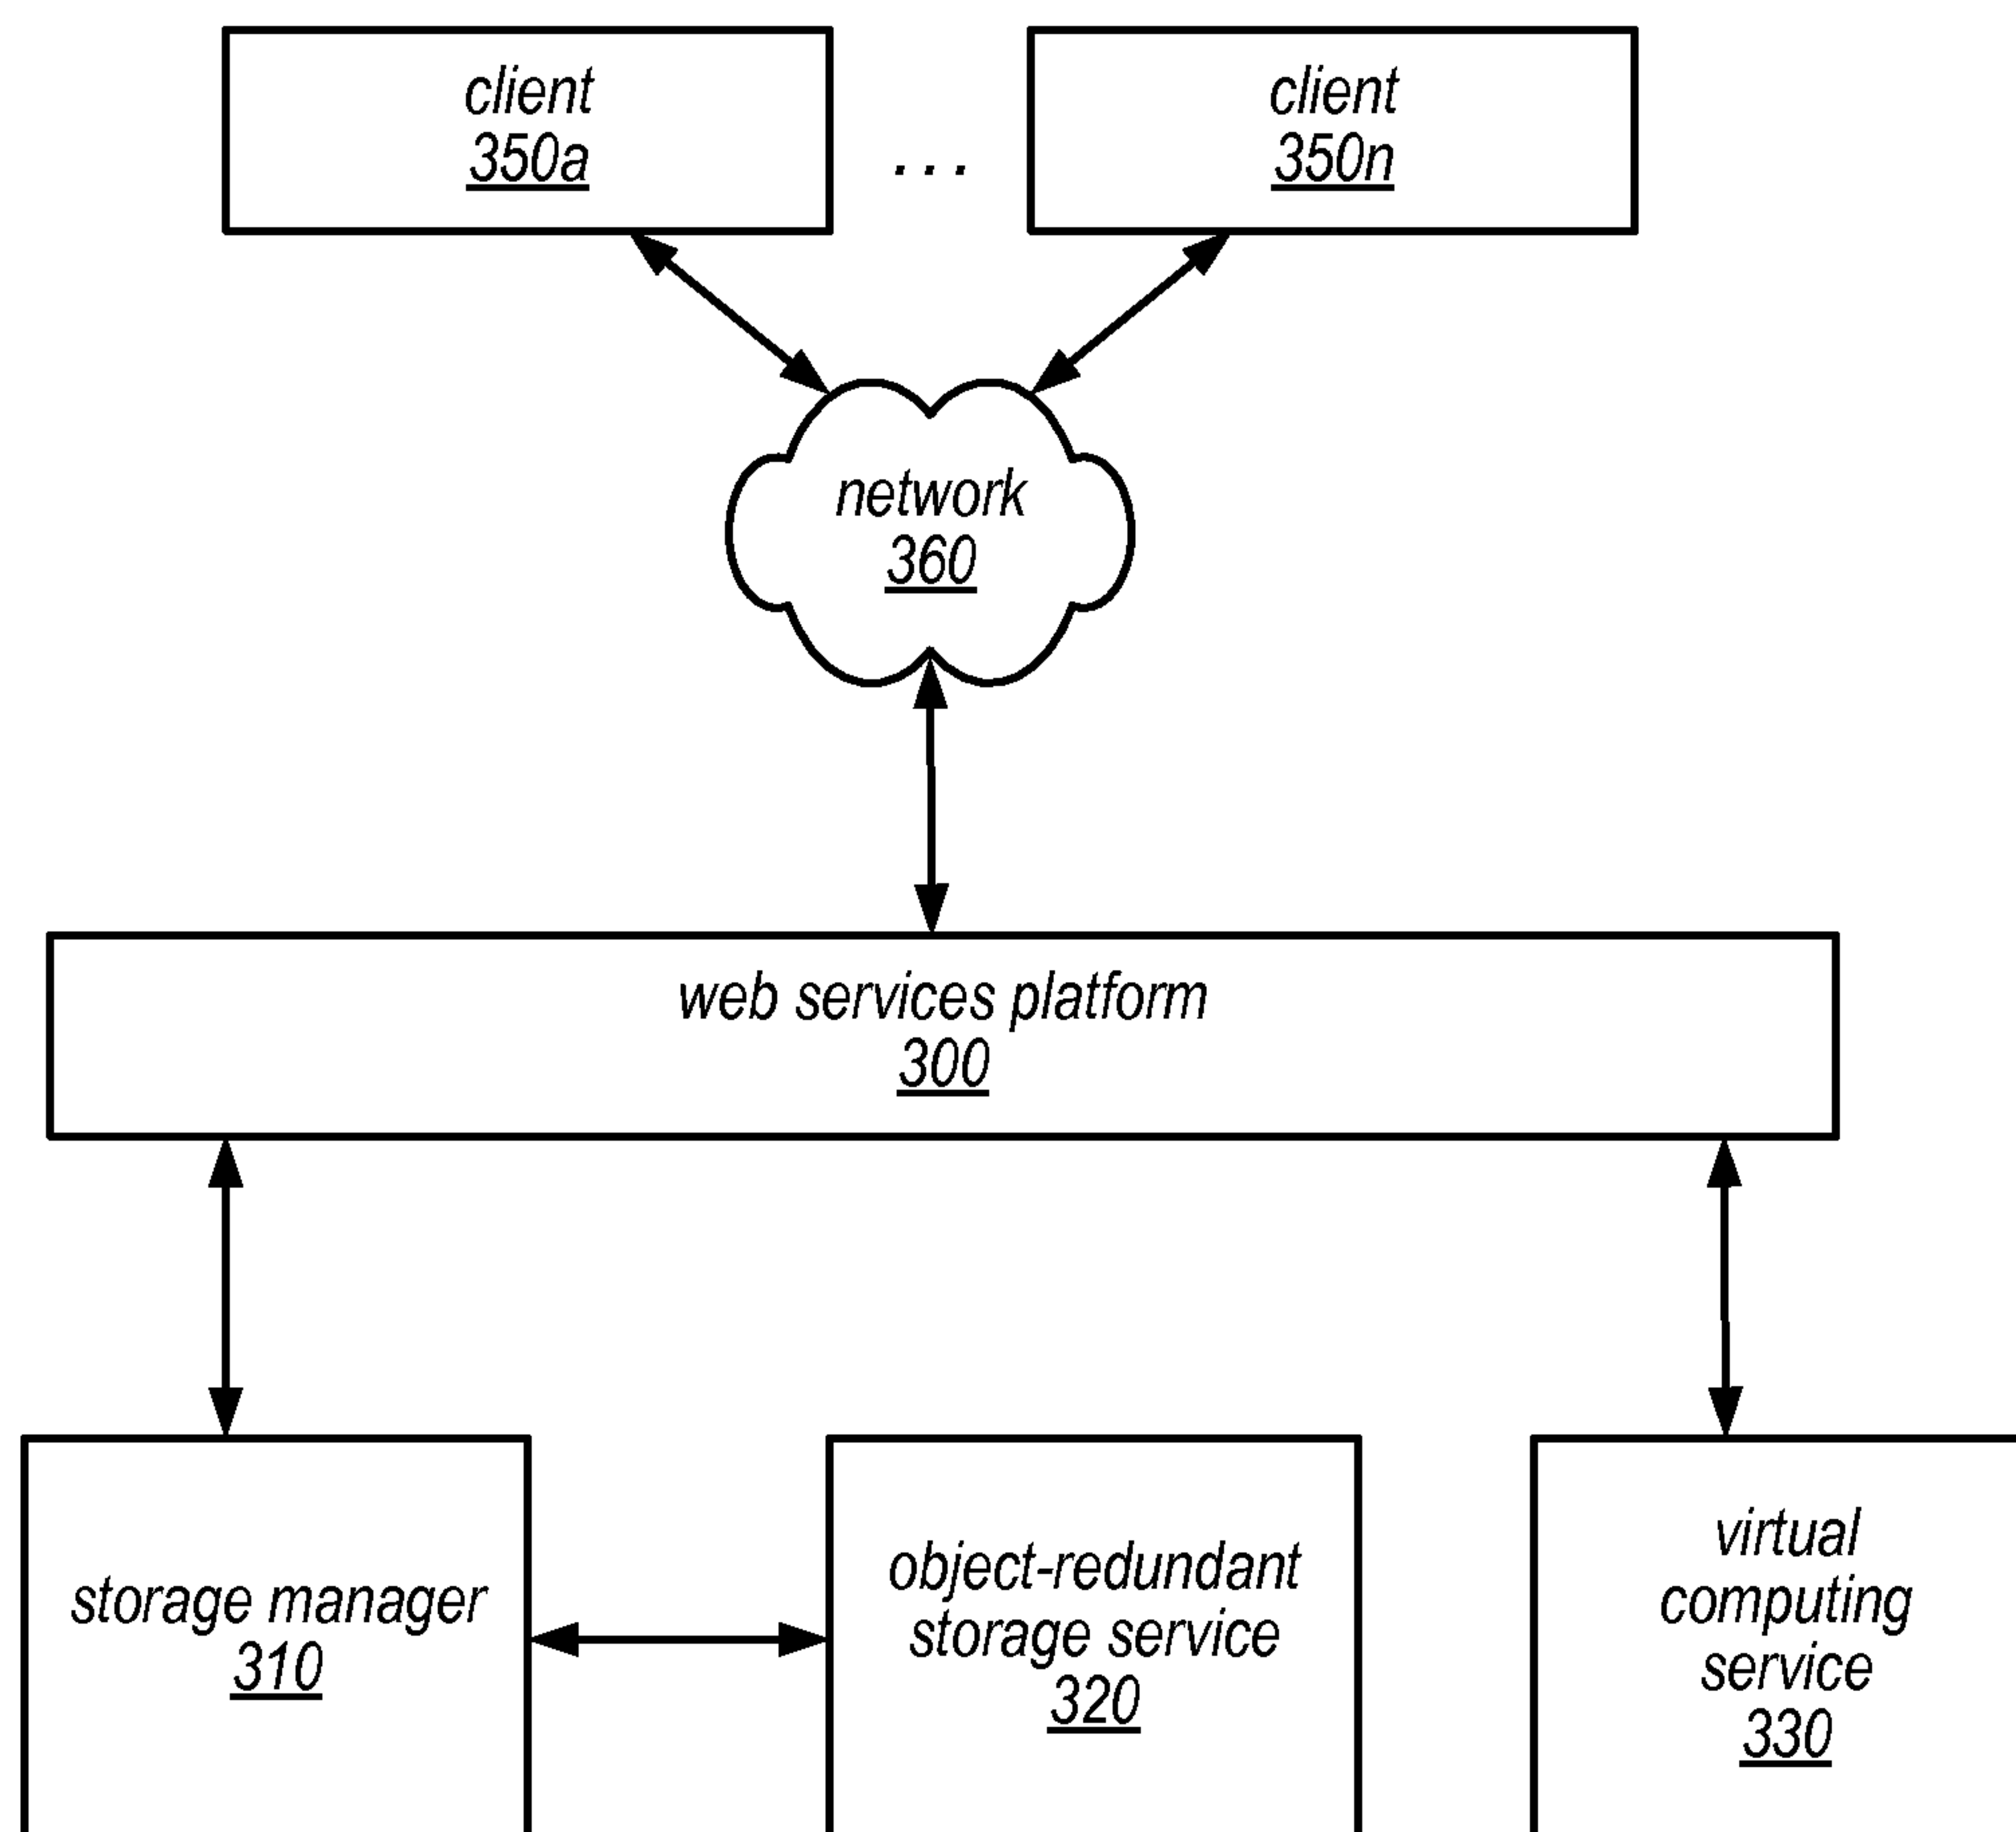 client
350a
. . .
client
350n
network
360
web services platform
300
storage manager
310
object-redundant
storage service
320
virtual
computing
service
330